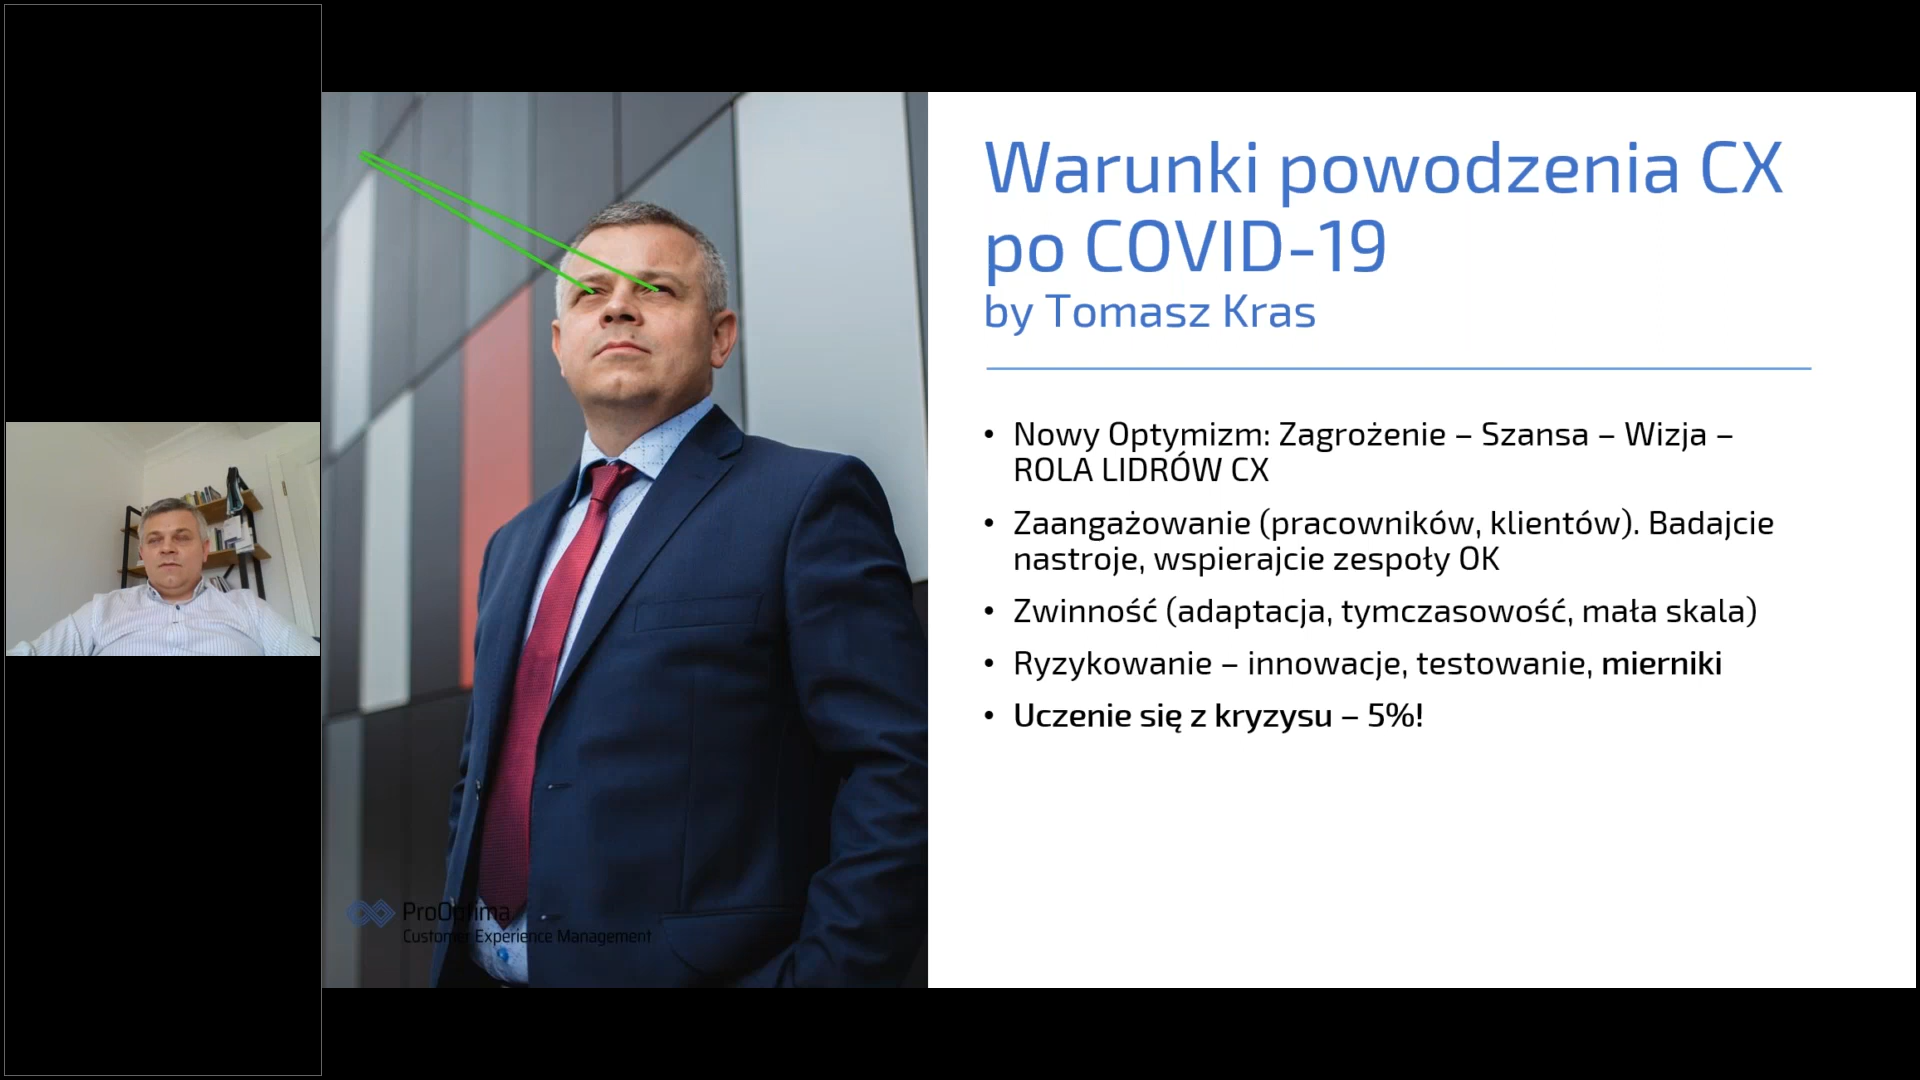 Warunki powodzenia CX
po COVID-19
by Tomasz Kras
• Nowy Optymizm: Zagrożenie – Szansa – Wizja –
ROLA LIDRÓW CX
• Zaangażowanie (pracowników, klientów). Badajcie
nastroje, wspierajcie zespoły OK
• Zwinność (adaptacja, tymczasowość, mała skala)
• Ryzykowanie – innowacje, testowanie, mierniki
• Uczenie się z kryzysu – 5%!
ProOptima
Customer Experience Management